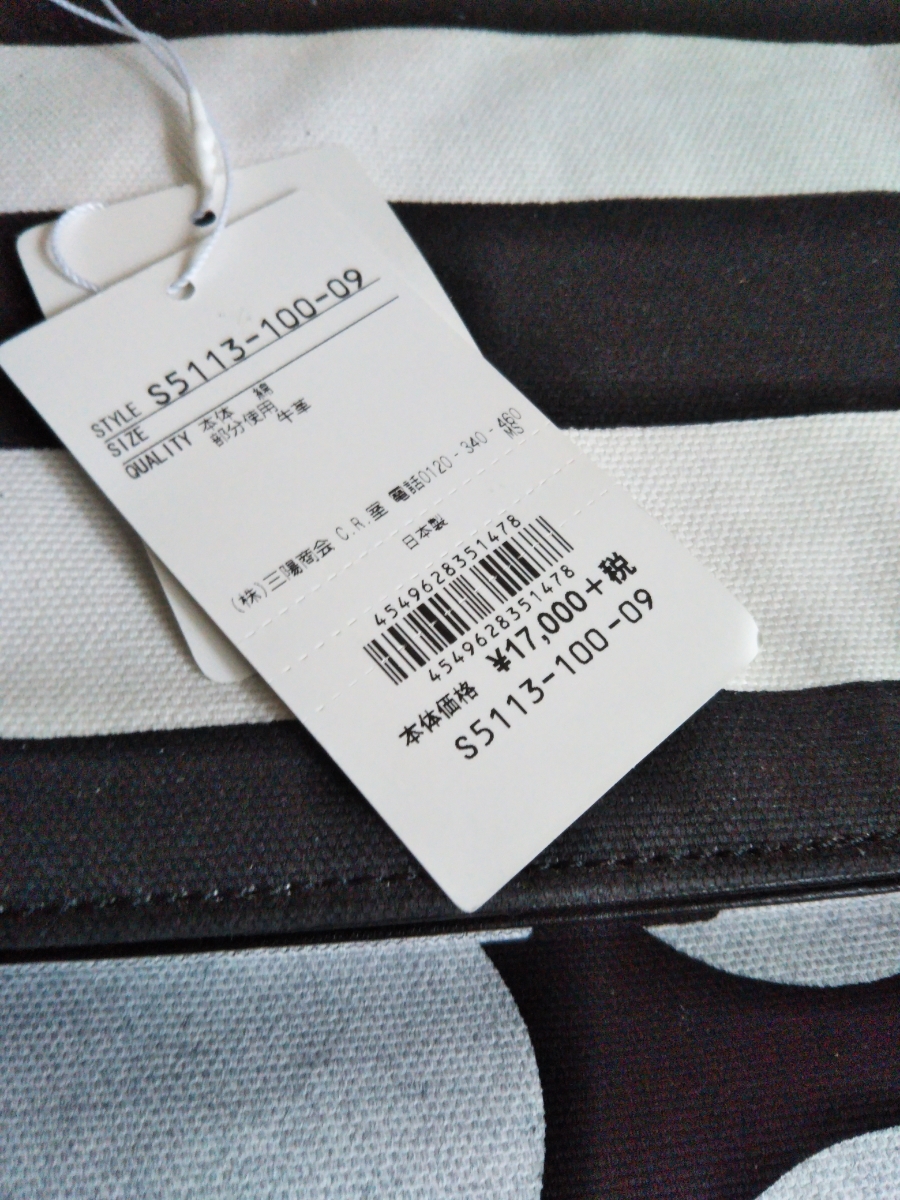 STYLE S5113-100-09
SIZE
QUALITY 本体 綿
部分使用 牛革
(株)三陽商会 C.R.室 電話0120-340-460
MS
日本製
4549628351478
4549628351478
本体価格 ¥17,000+税
S5113-100-09